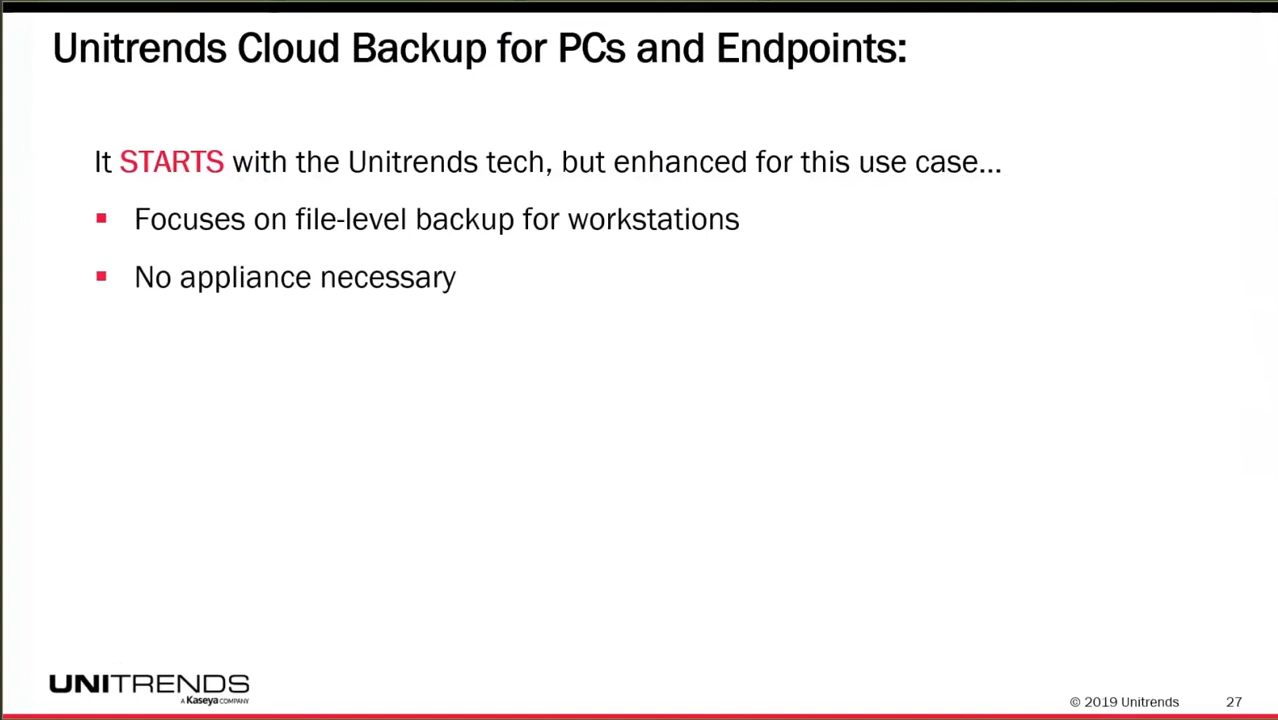 Unitrends Cloud Backup for PCs and Endpoints:
It STARTS with the Unitrends tech, but enhanced for this use case...
▪ Focuses on file-level backup for workstations
▪ No appliance necessary
UNITRENDS
A Kaseya COMPANY
© 2019 Unitrends 27